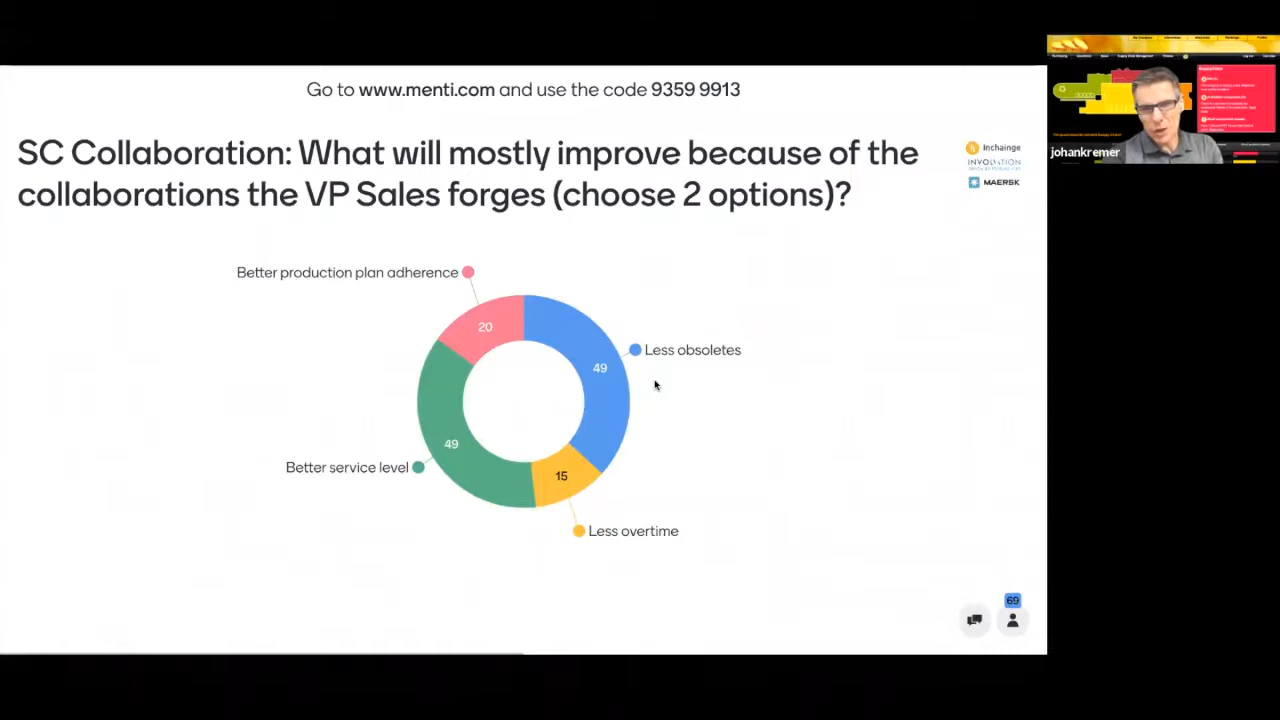 Go to www.menti.com and use the code 9359 9913
SC Collaboration: What will mostly improve because of the
collaborations the VP Sales forges (choose 2 options)?
Inchange
INVOLVATION
MAERSK
johankremer
Better production plan adherence
20
Less obsoletes
49
49
Better service level
15
Less overtime
69